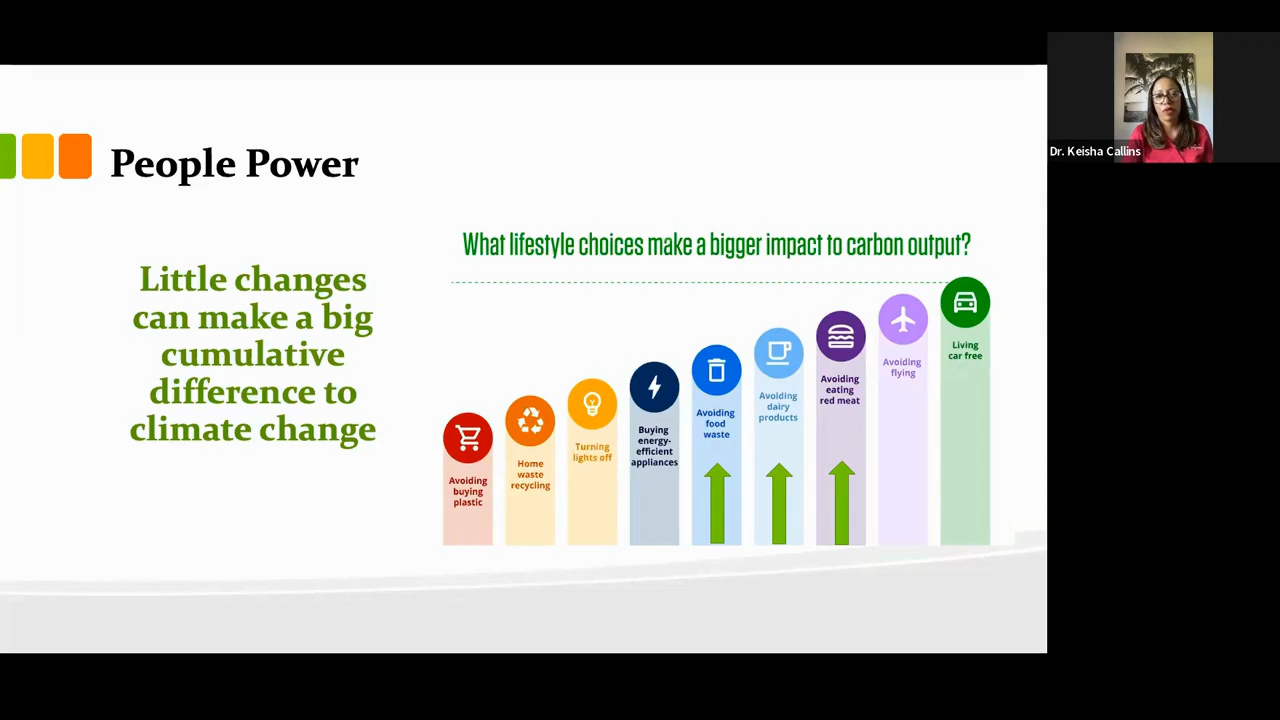 People Power
Little changes
can make a big
cumulative
difference to
climate change
What lifestyle choices make a bigger impact to carbon output?
Avoiding
buying
plastic
Home
waste
recycling
Turning
lights off
Buying
energy-
efficient
appliances
Avoiding
food
waste
Avoiding
dairy
products
Avoiding
eating
red meat
Avoiding
flying
Living
car free
Dr. Keisha Callins